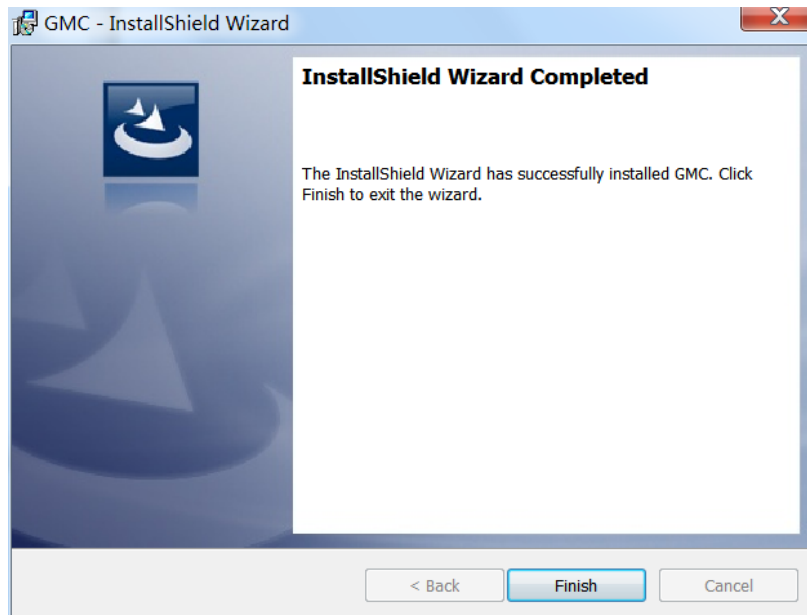 GMC - InstallShield Wizard
InstallShield Wizard Completed
The InstallShield Wizard has successfully installed GMC. Click
Finish to exit the wizard.
< Back
Finish
Cancel